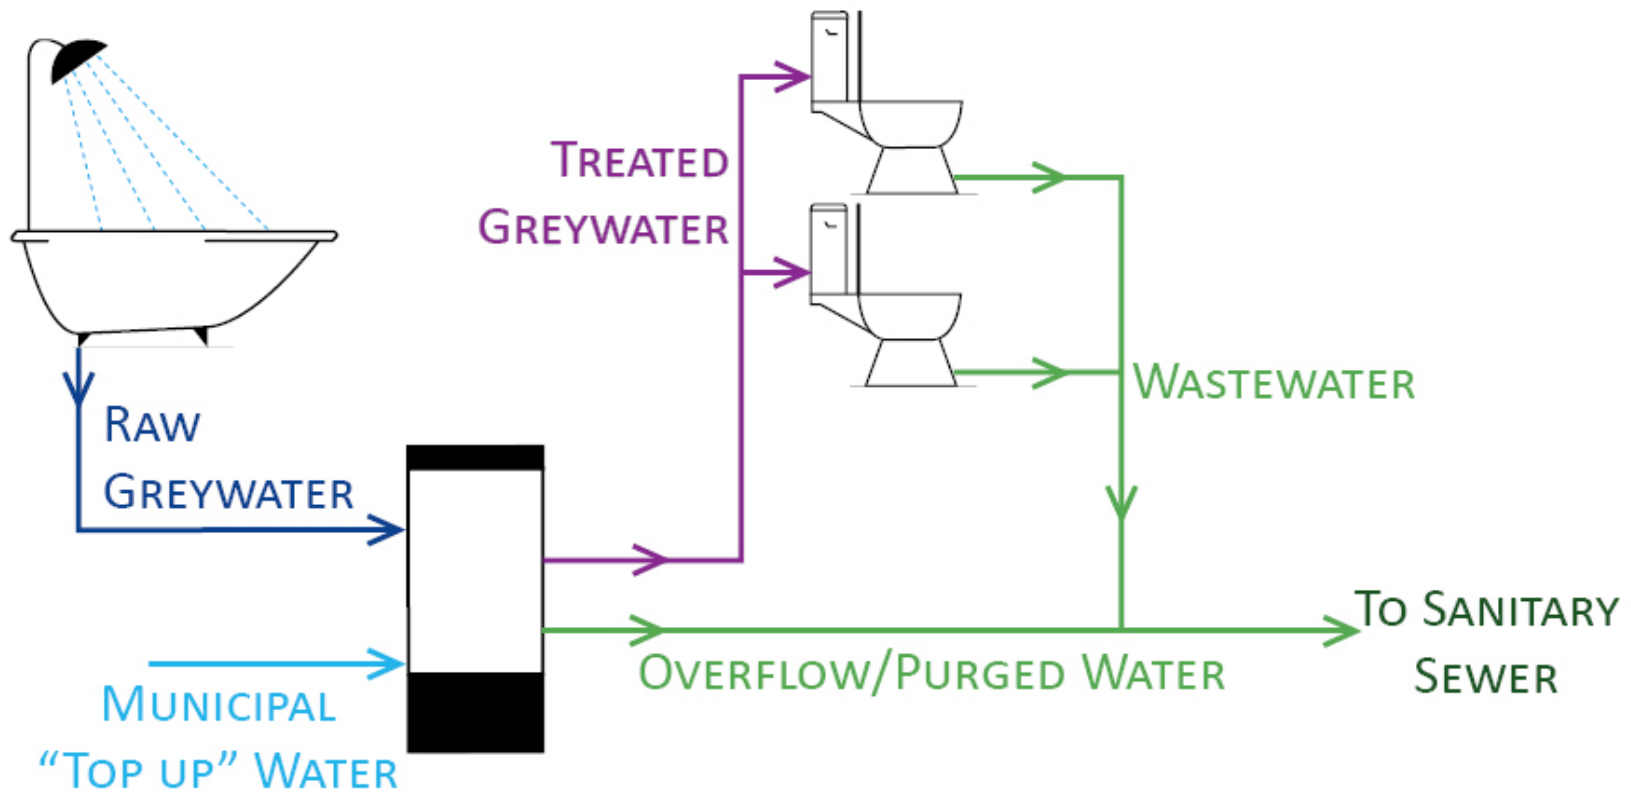 TREATED
GREYWATER
WASTEWATER
RAW
GREYWATER
TO SANITARY
SEWER
OVERFLOW/PURGED WATER
MUNICIPAL
“TOP UP” WATER